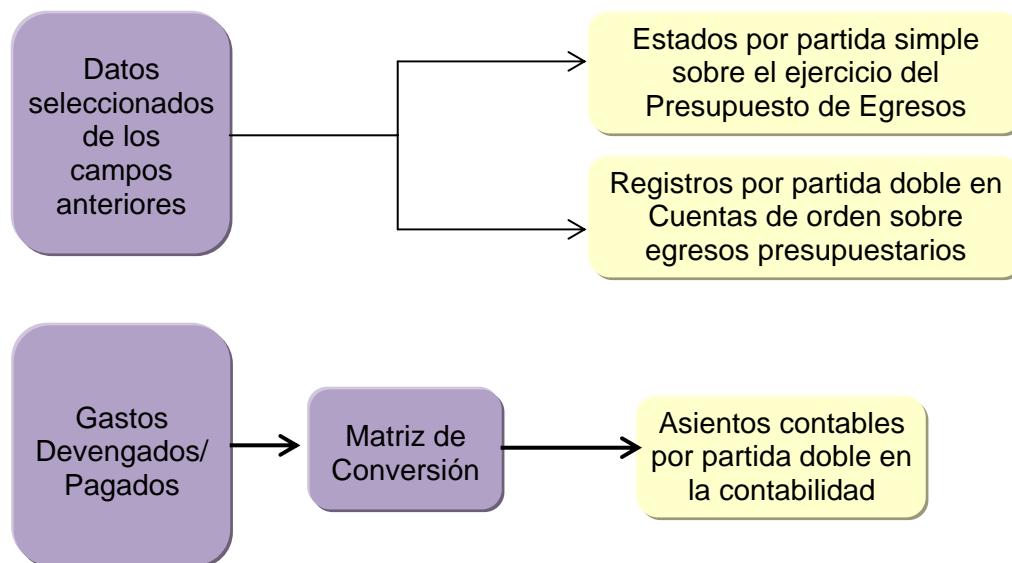 Datos
seleccionados
de los
campos
anteriores
Estados por partida simple
sobre el ejercicio del
Presupuesto de Egresos
Registros por partida doble en
Cuentas de orden sobre
egresos presupuestarios
Gastos
Devengados/
Pagados
Matriz de
Conversión
Asientos contables
por partida doble en
la contabilidad